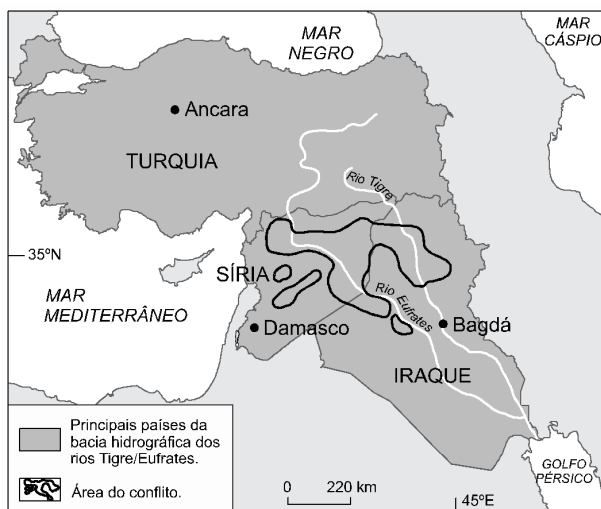 MAR
NEGRO
MAR
CÁSPIO
Ancara
TURQUIA
Rio Tigre
35ºN
SÍRIA
MAR
MEDITERRÂNEO
Rio Eufrates
Damasco
Bagdá
IRAQUE
Principais países da
bacia hidrográfica dos
rios Tigre/Eufrates.
Área do conflito.
0 220 km
45ºE
GOLFO
PÉRSICO